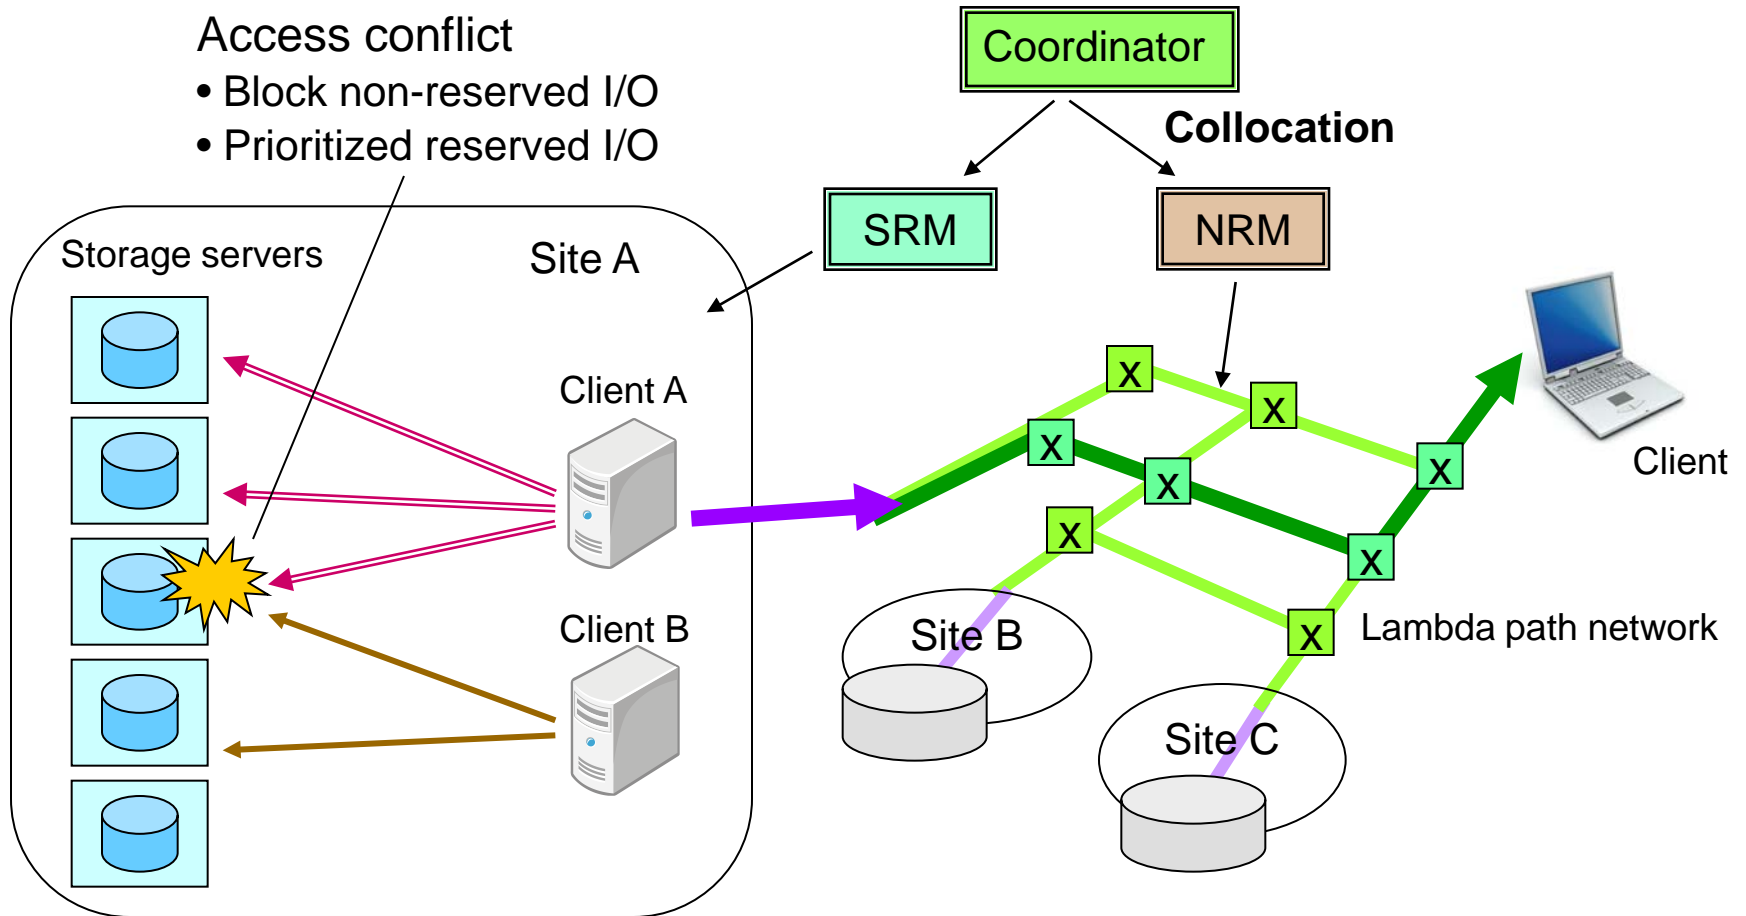 Access conflict
• Block non-reserved I/O
• Prioritized reserved I/O
Coordinator
Collocation
SRM
NRM
Storage servers
Site A
Client A
Client B
X
X
X
X
X
X
X
X
Client
Site B
Lambda path network
Site C